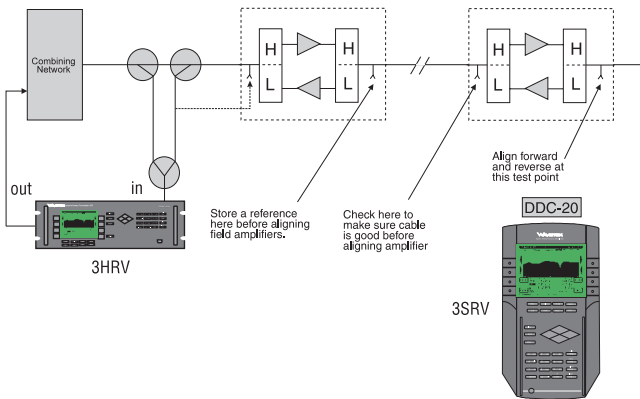 Combining
Network
H
H
L
L
H
H
L
L
out
in
3HRV
Store a reference
here before aligning
field amplifiers.
Check here to
make sure cable
is good before
aligning amplifier
Align forward
and reverse at
this test point
DDC-20
WAVETEK
3SRV